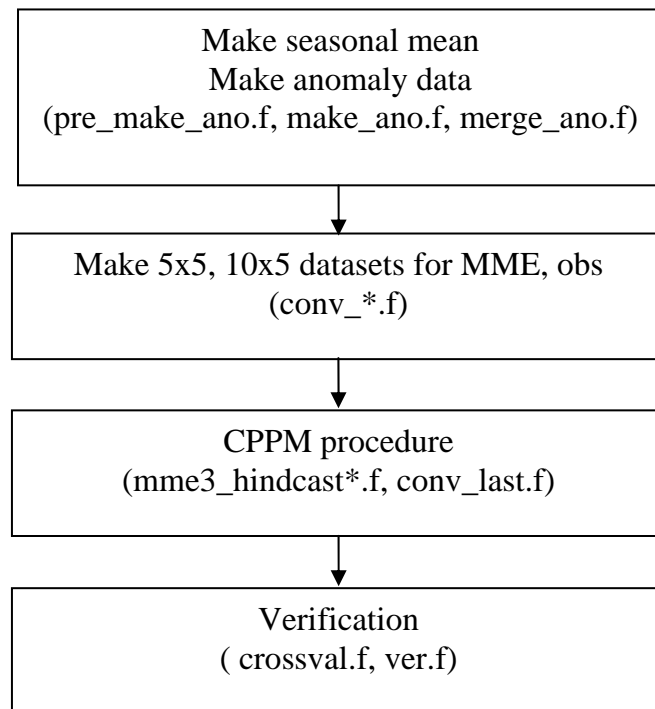 Make seasonal mean
Make anomaly data
(pre_make_ano.f, make_ano.f, merge_ano.f)
Make 5x5, 10x5 datasets for MME, obs
(conv_*.f)
CPPM procedure
(mme3_hindcast*.f, conv_last.f)
Verification
( crossval.f, ver.f)